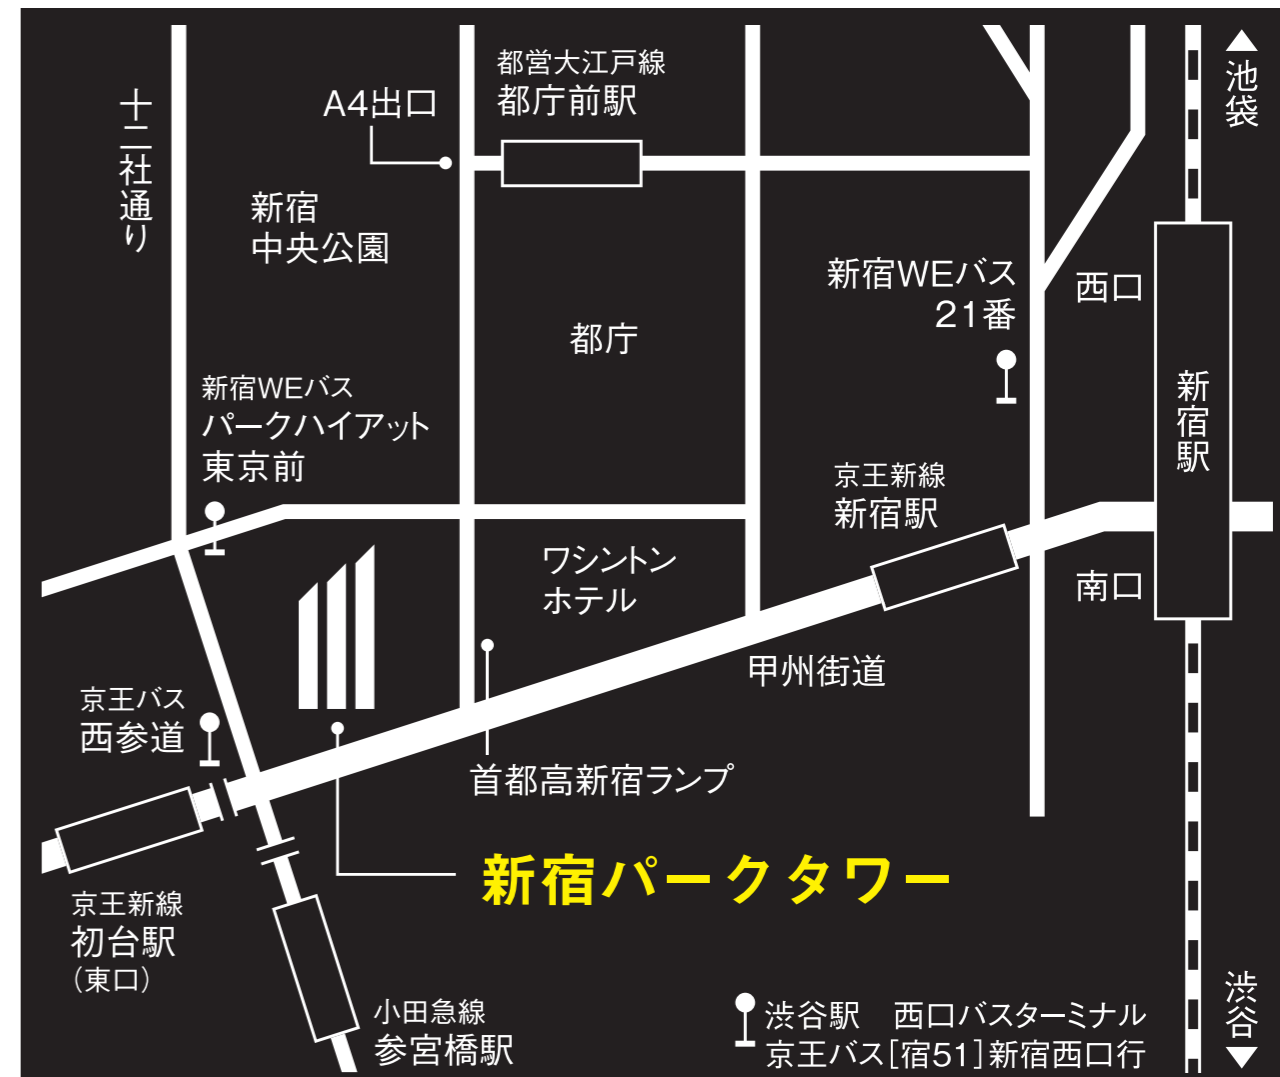 都営大江戸線
都庁前駅
A4出口
十二社通り
新宿
中央公園
▲池袋
新宿WEバス
21番
西口
都庁
新宿駅
新宿WEバス
パークハイアット
東京前
京王新線
新宿駅
ワシントン
ホテル
南口
甲州街道
京王バス
西参道
首都高新宿ランプ
新宿パークタワー
京王新線
初台駅
（東口）
小田急線
参宮橋駅
渋谷▼
渋谷駅　西口バスターミナル
京王バス［宿51］新宿西口行